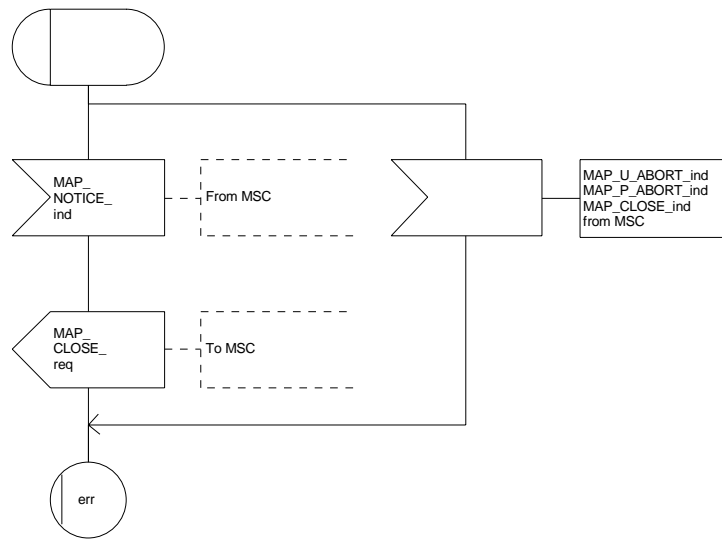 MAP_
NOTICE_
ind
From MSC
MAP_U_ABORT_ind
MAP_P_ABORT_ind
MAP_CLOSE_ind
from MSC
MAP_
CLOSE_
req
To MSC
err